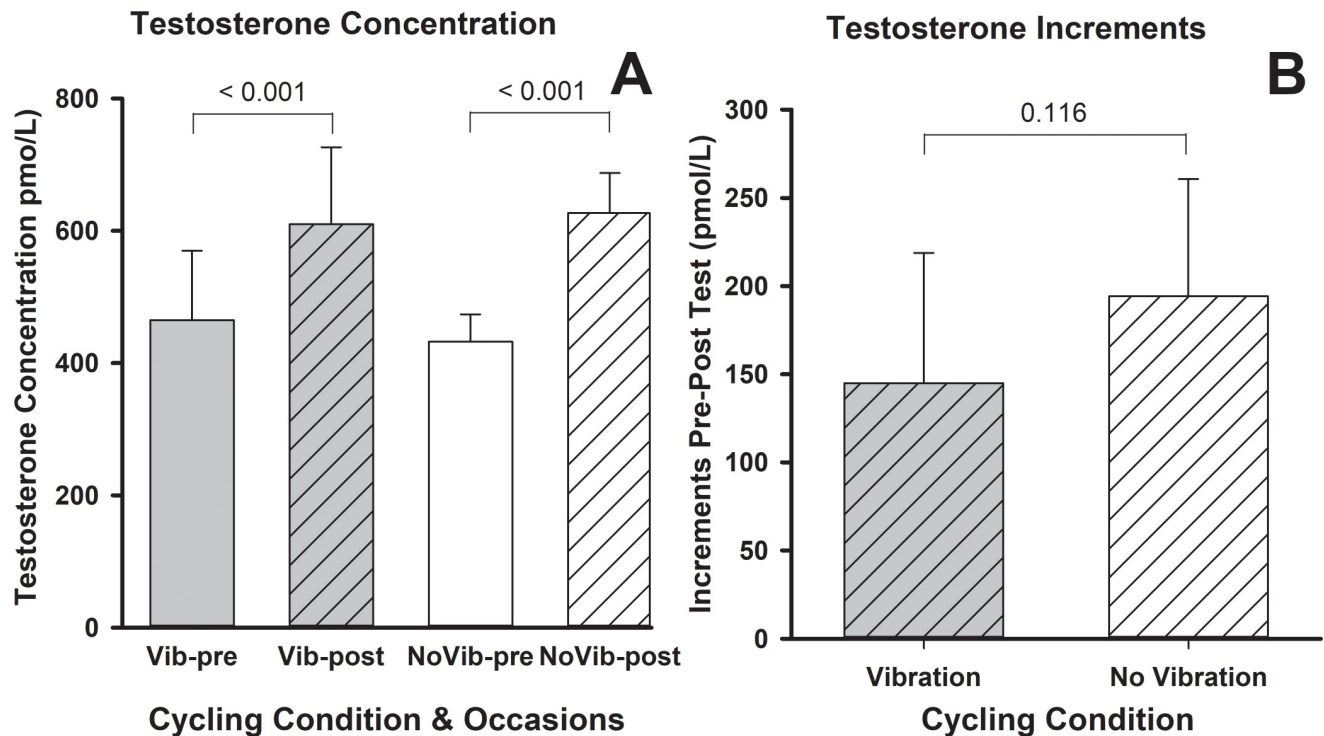 Testosterone Concentration
A
Testosterone Concentration pmo/L)
800
600
400
200
0
< 0.001
< 0.001
Vib-pre
Vib-post
NoVib-pre
NoVib-post
Cycling Condition & Occasions
Testosterone Increments
B
Increments Pre-Post Test (pmol/L)
300
250
200
150
100
50
0
0.116
Vibration
No Vibration
Cycling Condition